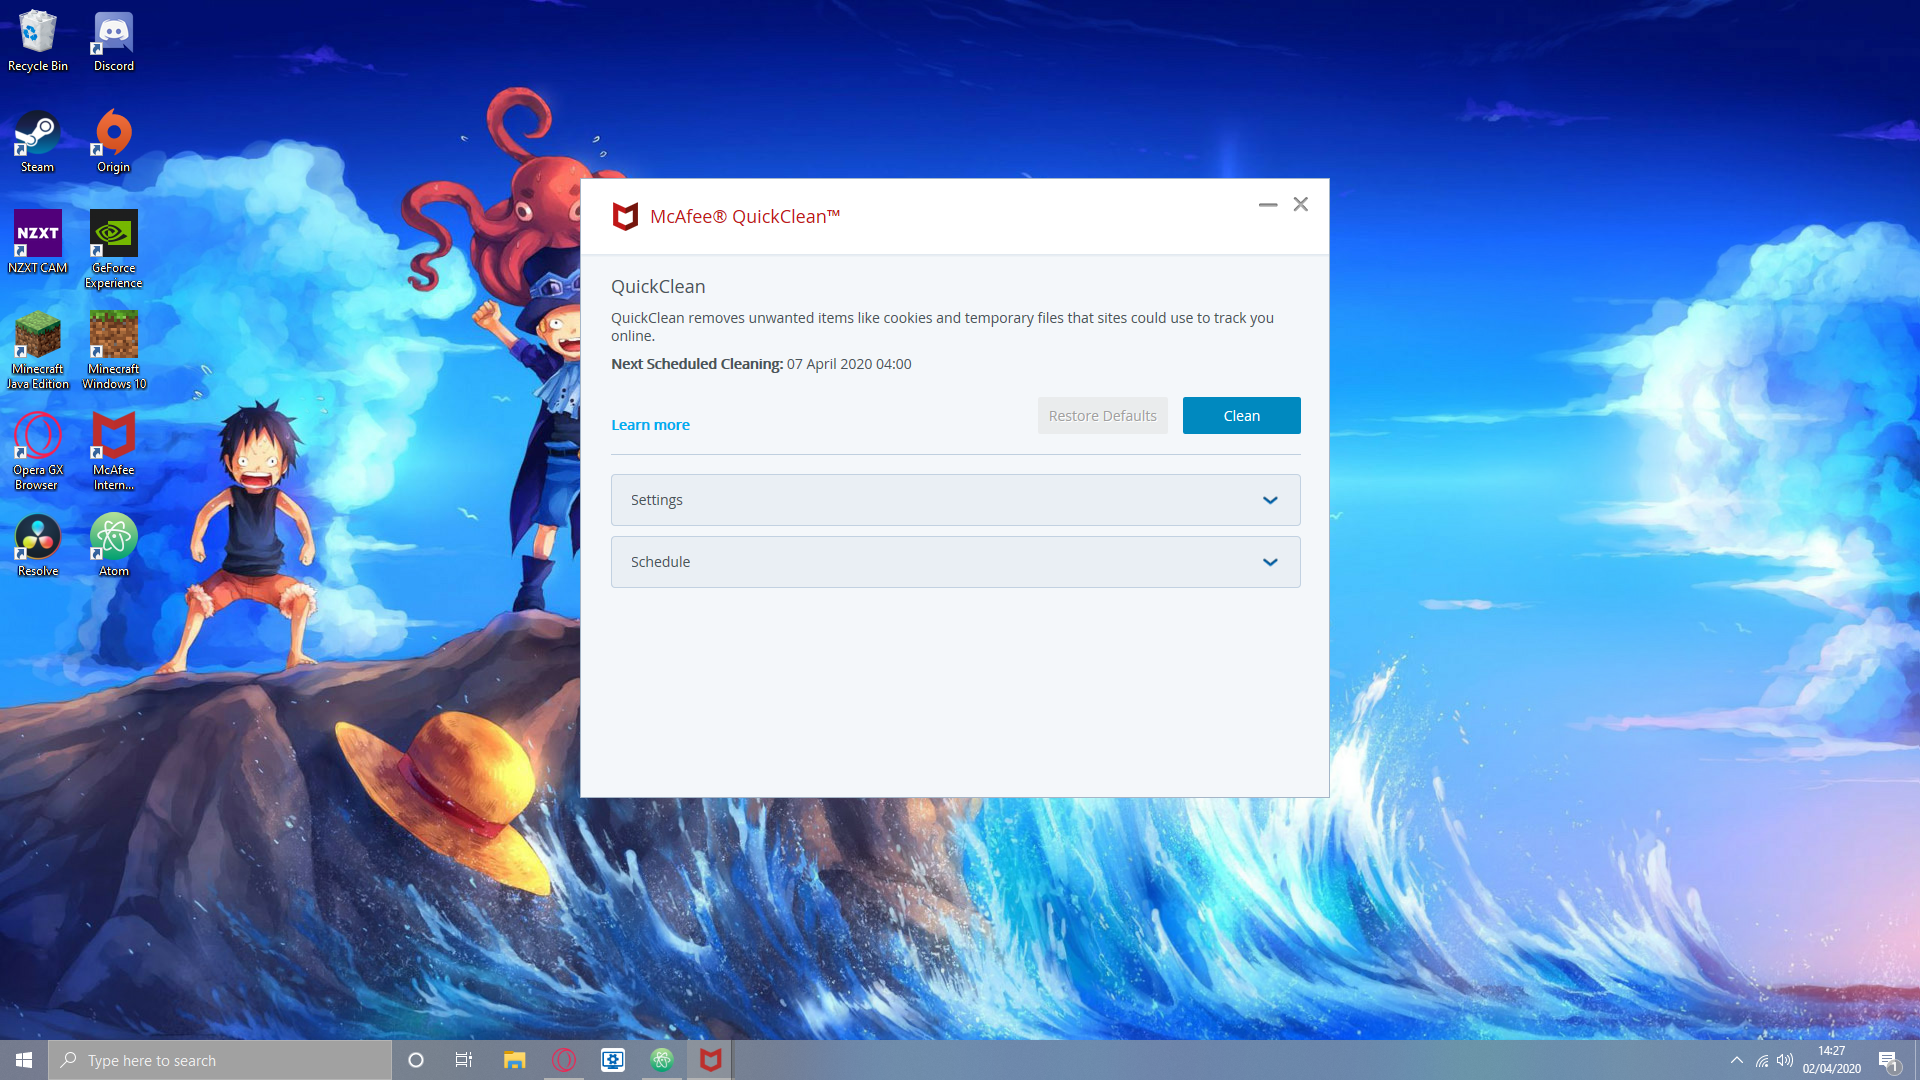 Recycle Bin
Discord
Steam
Origin
NZXT
NZXT CAM
GeForce
Experience
Minecraft
Java Edition
Minecraft
Windows 10
Opera GX
Browser
McAfee
Intern...
Resolve
Atom
McAfee® QuickClean™
QuickClean
QuickClean removes unwanted items like cookies and temporary files that sites could use to track you
online.
Next Scheduled Cleaning: 07 April 2020 04:00
Learn more
Restore Defaults
Clean
Settings
Schedule
Type here to search
14:27
02/04/2020
1